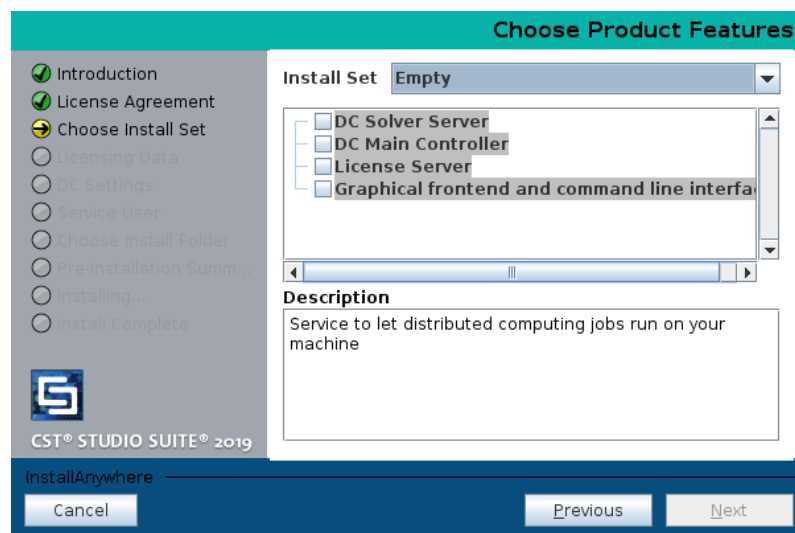 Choose Product Features
Introduction
License Agreement
Choose Install Set
Licensing Data
DC Settings
Service User
Choose Install Folder
Pre-Installation Summ...
Installing...
Install Complete
CST® STUDIO SUITE® 2019
Install Set Empty
DC Solver Server
DC Main Controller
License Server
Graphical frontend and command line interfa
Description
Service to let distributed computing jobs run on your
machine
InstallAnywhere
Cancel Previous Next